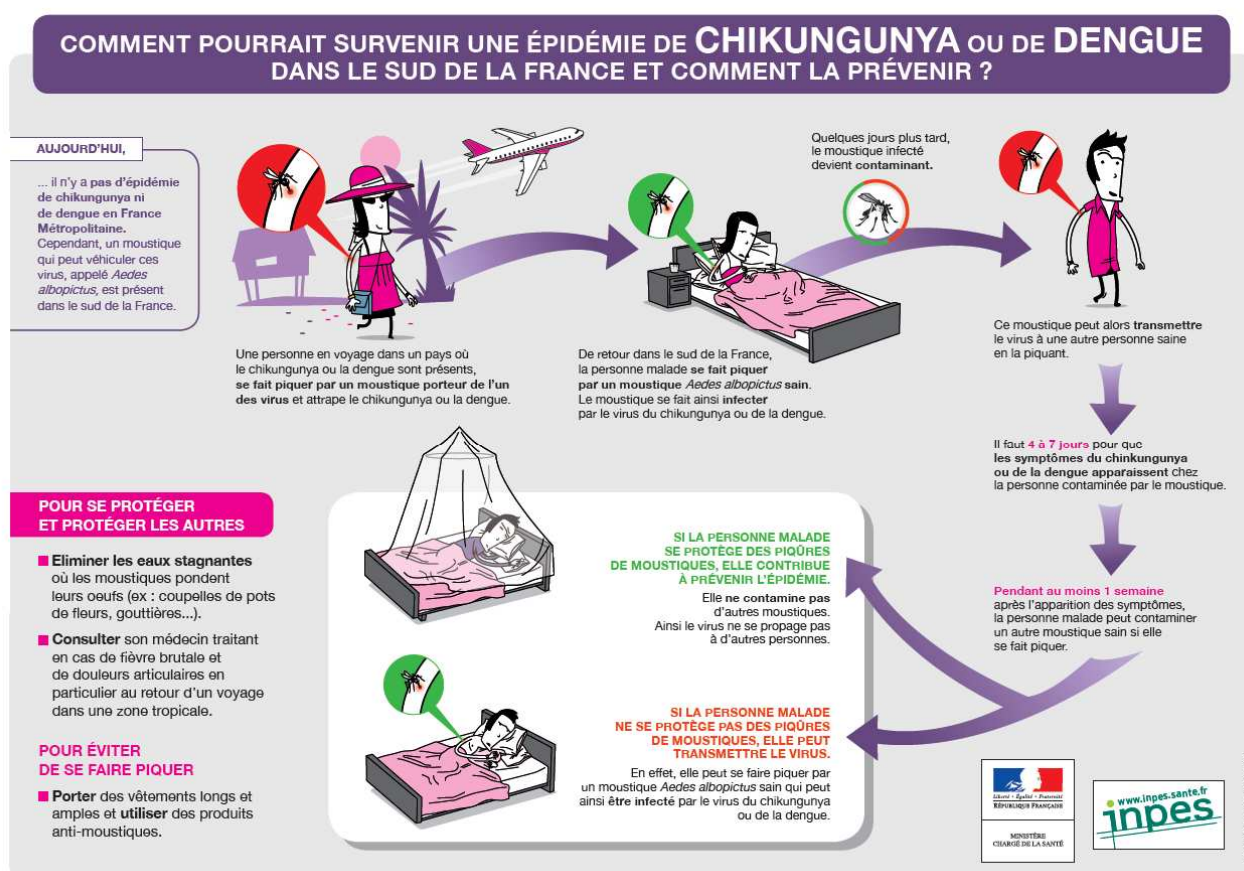 COMMENT POURRAIT SURVENIR UNE ÉPIDÉMIE DE CHIKUNGUNYA OU DE DENGUE
DANS LE SUD DE LA FRANCE ET COMMENT LA PRÉVENIR ?
AUJOURD'HUI,
... il n'y a pas d'épidémie
de chikungunya ni
de dengue en France
Métropolitaine.
Cependant, un moustique
qui peut véhiculer ces
virus, appelé Aedes
albopictus, est présent
dans le sud de la France.
Une personne en voyage dans un pays où
le chikungunya ou la dengue sont présents,
se fait piquer par un moustique porteur de l'un
des virus et attrape le chikungunya ou la dengue.
De retour dans le sud de la France,
la personne malade se fait piquer
par un moustique Aedes albopictus sain.
Le moustique se fait ainsi infecter
par le virus du chikungunya ou de la dengue.
Quelques jours plus tard,
le moustique infecté
devient contaminant.
Ce moustique peut alors transmettre
le virus à une autre personne saine
en la piquant.
Il faut 4 à 7 jours pour que
les symptômes du chinkungunya
ou de la dengue apparaissent chez
la personne contaminée par le moustique.
Pendant au moins 1 semaine
après l'apparition des symptômes,
la personne malade peut contaminer
un autre moustique sain si elle
se fait piquer.
SI LA PERSONNE MALADE
SE PROTÈGE DES PIQÛRES
DE MOUSTIQUES, ELLE CONTRIBUE
À PRÉVENIR L'ÉPIDÉMIE.
Elle ne contamine pas
d'autres moustiques.
Ainsi le virus ne se propage pas
à d'autres personnes.
SI LA PERSONNE MALADE
NE SE PROTÈGE PAS DES PIQÛRES
DE MOUSTIQUES, ELLE PEUT
TRANSMETTRE LE VIRUS.
En effet, elle peut se faire piquer par
un moustique Aedes albopictus sain qui peut
ainsi être infecté par le virus du chikungunya
ou de la dengue.
POUR SE PROTÉGER
ET PROTÉGER LES AUTRES
Eliminer les eaux stagnantes
où les moustiques pondent
leurs oeufs (ex : coupelles de pots
de fleurs, gouttières...).
Consulter son médecin traitant
en cas de fièvre brutale et
de douleurs articulaires en
particulier au retour d'un voyage
dans une zone tropicale.
POUR ÉVITER
DE SE FAIRE PIQUER
Porter des vêtements longs et
amples et utiliser des produits
anti-moustiques.
Liberté • Égalité • Fraternité
RÉPUBLIQUE FRANÇAISE
MINISTÈRE
CHARGÉ DE LA SANTÉ
www.inpes.sante.fr
inpes